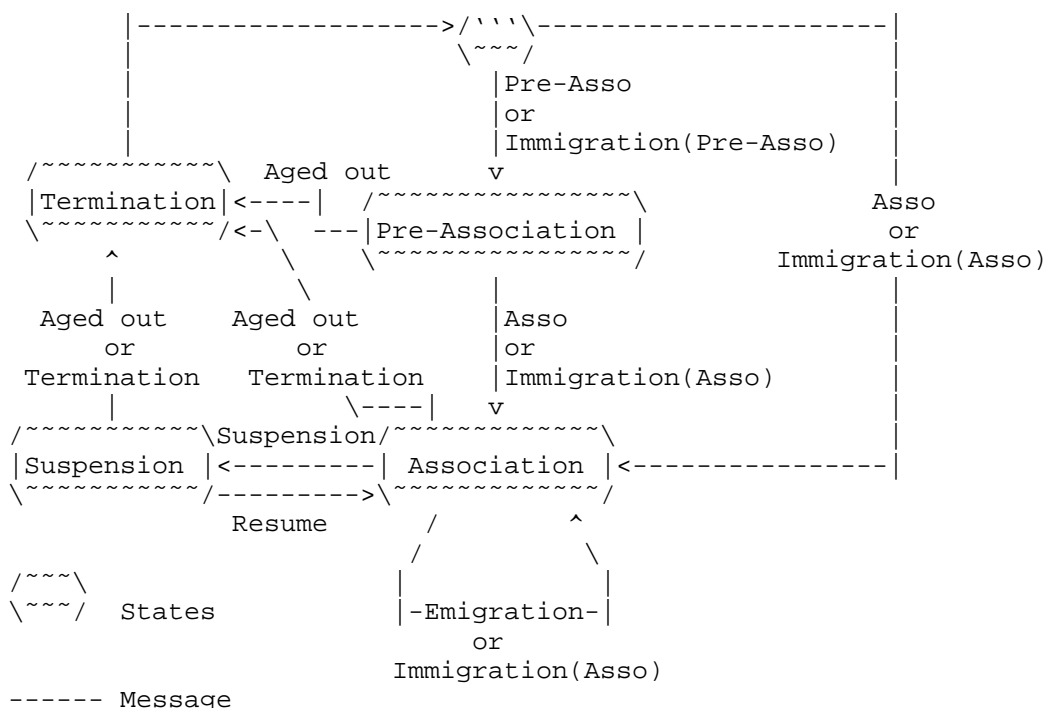 Pre-Asso
or
Immigration(Pre-Asso)
Aged out
Termination
Asso
Pre-Association
or
Immigration(Asso)
Aged out Aged out Asso
or or or
Termination Termination Immigration(Asso)
Suspension
Suspension Association
Resume
States
-Emigration-
or
Immigration(Asso)
------ Message